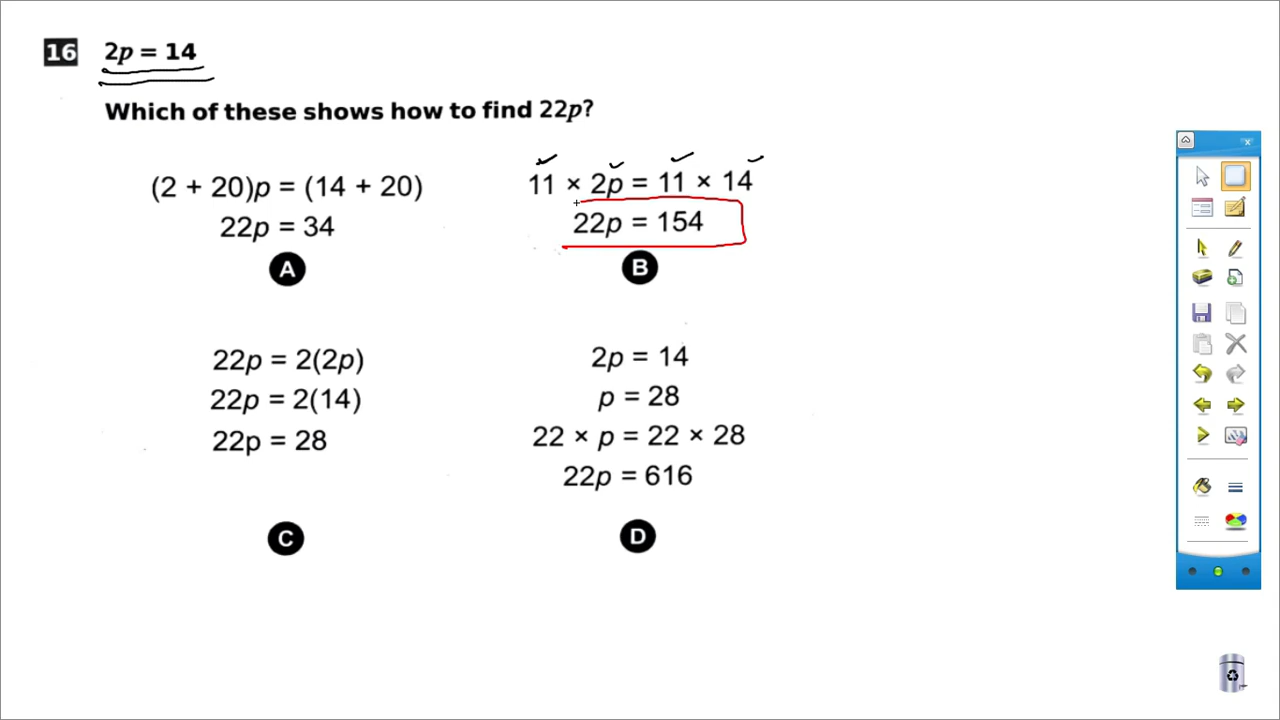 16 2p = 14
Which of these shows how to find 22p?
(2 + 20)p = (14 + 20)
22p = 34
A
11 × 2p = 11 × 14
22p = 154
B
22p = 2(2p)
22p = 2(14)
22p = 28
C
2p = 14
p = 28
22 × p = 22 × 28
22p = 616
D